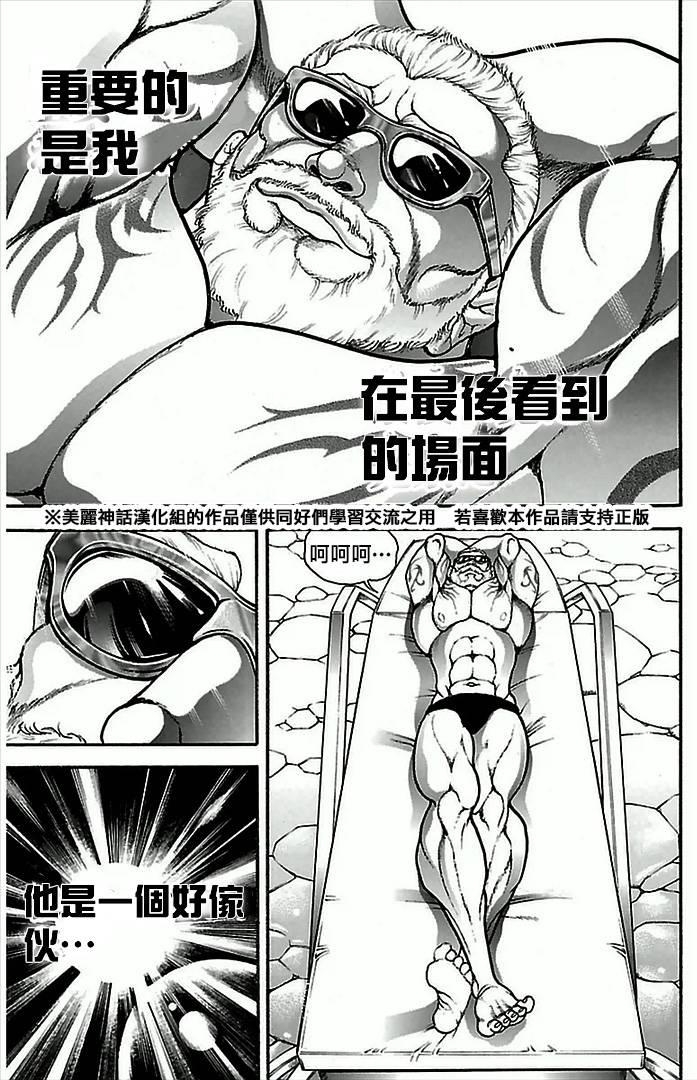 重要的
是我
在最後看到
的場面
※美麗神話漢化組的作品僅供同好們學習交流之用　若喜歡本作品請支持正版
呵呵呵…
他是一個好傢
伙…